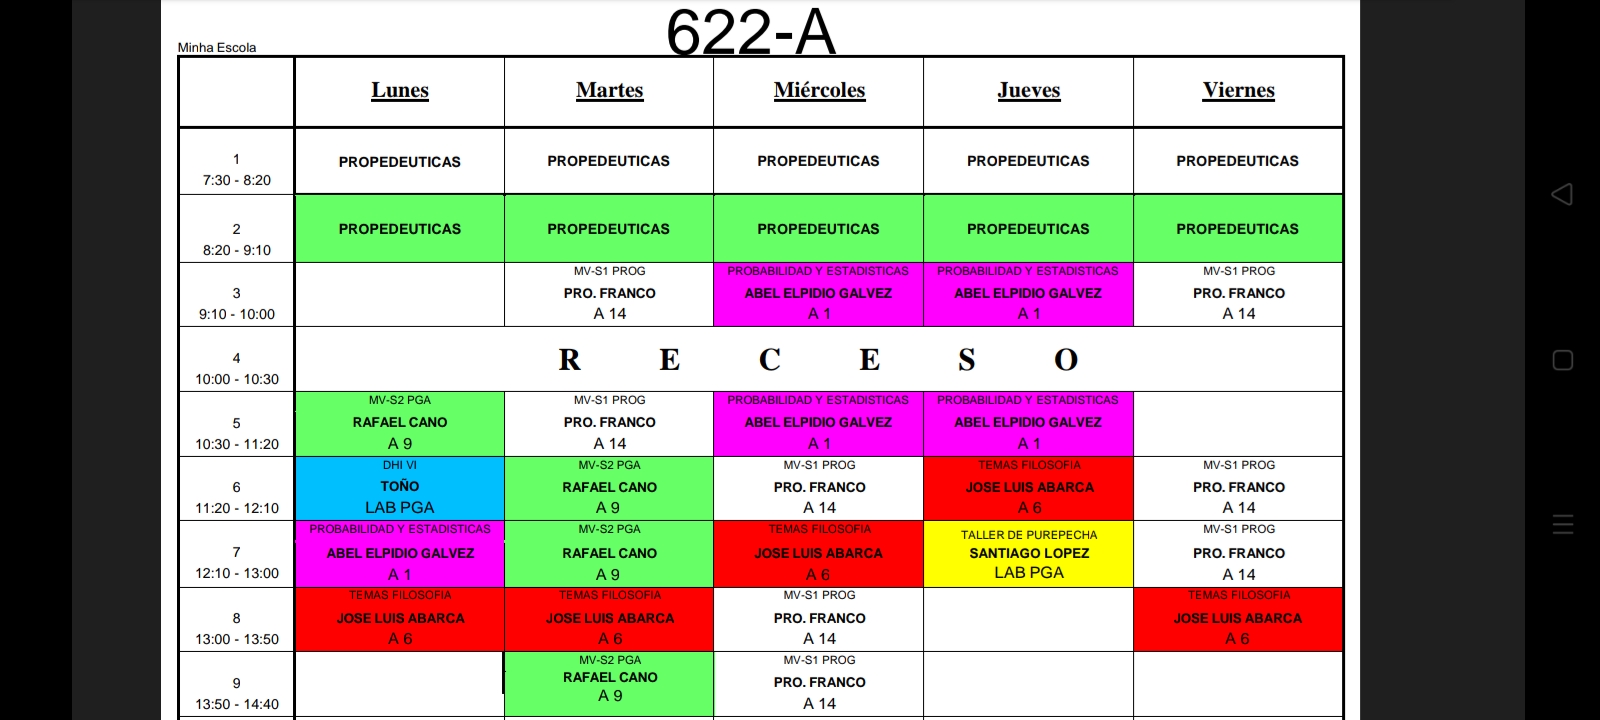 622-A
Minha Escola
Lunes Martes Miércoles Jueves Viernes
1
7:30 - 8:20
PROPEDEUTICAS PROPEDEUTICAS PROPEDEUTICAS PROPEDEUTICAS PROPEDEUTICAS
2
8:20 - 9:10
PROPEDEUTICAS PROPEDEUTICAS PROPEDEUTICAS PROPEDEUTICAS PROPEDEUTICAS
3
9:10 - 10:00
MV-S1 PROG PROBABILIDAD Y ESTADISTICAS PROBABILIDAD Y ESTADISTICAS MV-S1 PROG
PRO. FRANCO ABEL ELPIDIO GALVEZ ABEL ELPIDIO GALVEZ PRO. FRANCO
A 14 A 1 A 1 A 14
4
10:00 - 10:30
R E C E S O
5
10:30 - 11:20
MV-S2 PGA MV-S1 PROG PROBABILIDAD Y ESTADISTICAS PROBABILIDAD Y ESTADISTICAS
RAFAEL CANO PRO. FRANCO ABEL ELPIDIO GALVEZ ABEL ELPIDIO GALVEZ
A 9 A 14 A 1 A 1
6
11:20 - 12:10
DHI VI MV-S2 PGA MV-S1 PROG TEMAS FILOSOFIA MV-S1 PROG
TOÑO RAFAEL CANO PRO. FRANCO JOSE LUIS ABARCA PRO. FRANCO
LAB PGA A 9 A 14 A 6 A 14
7
12:10 - 13:00
PROBABILIDAD Y ESTADISTICAS MV-S2 PGA TEMAS FILOSOFIA TALLER DE PUREPECHA MV-S1 PROG
ABEL ELPIDIO GALVEZ RAFAEL CANO JOSE LUIS ABARCA SANTIAGO LOPEZ PRO. FRANCO
A 1 A 9 A 6 LAB PGA A 14
8
13:00 - 13:50
TEMAS FILOSOFIA TEMAS FILOSOFIA MV-S1 PROG TEMAS FILOSOFIA
JOSE LUIS ABARCA JOSE LUIS ABARCA PRO. FRANCO JOSE LUIS ABARCA
A 6 A 6 A 14 A 6
9
13:50 - 14:40
MV-S2 PGA MV-S1 PROG
RAFAEL CANO PRO. FRANCO
A 9 A 14